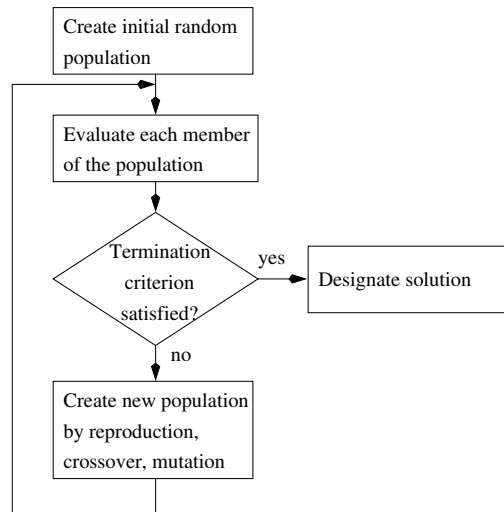 Create initial random
population
Evaluate each member
of the population
Termination
criterion
satisfied?
yes
Designate solution
no
Create new population
by reproduction,
crossover, mutation